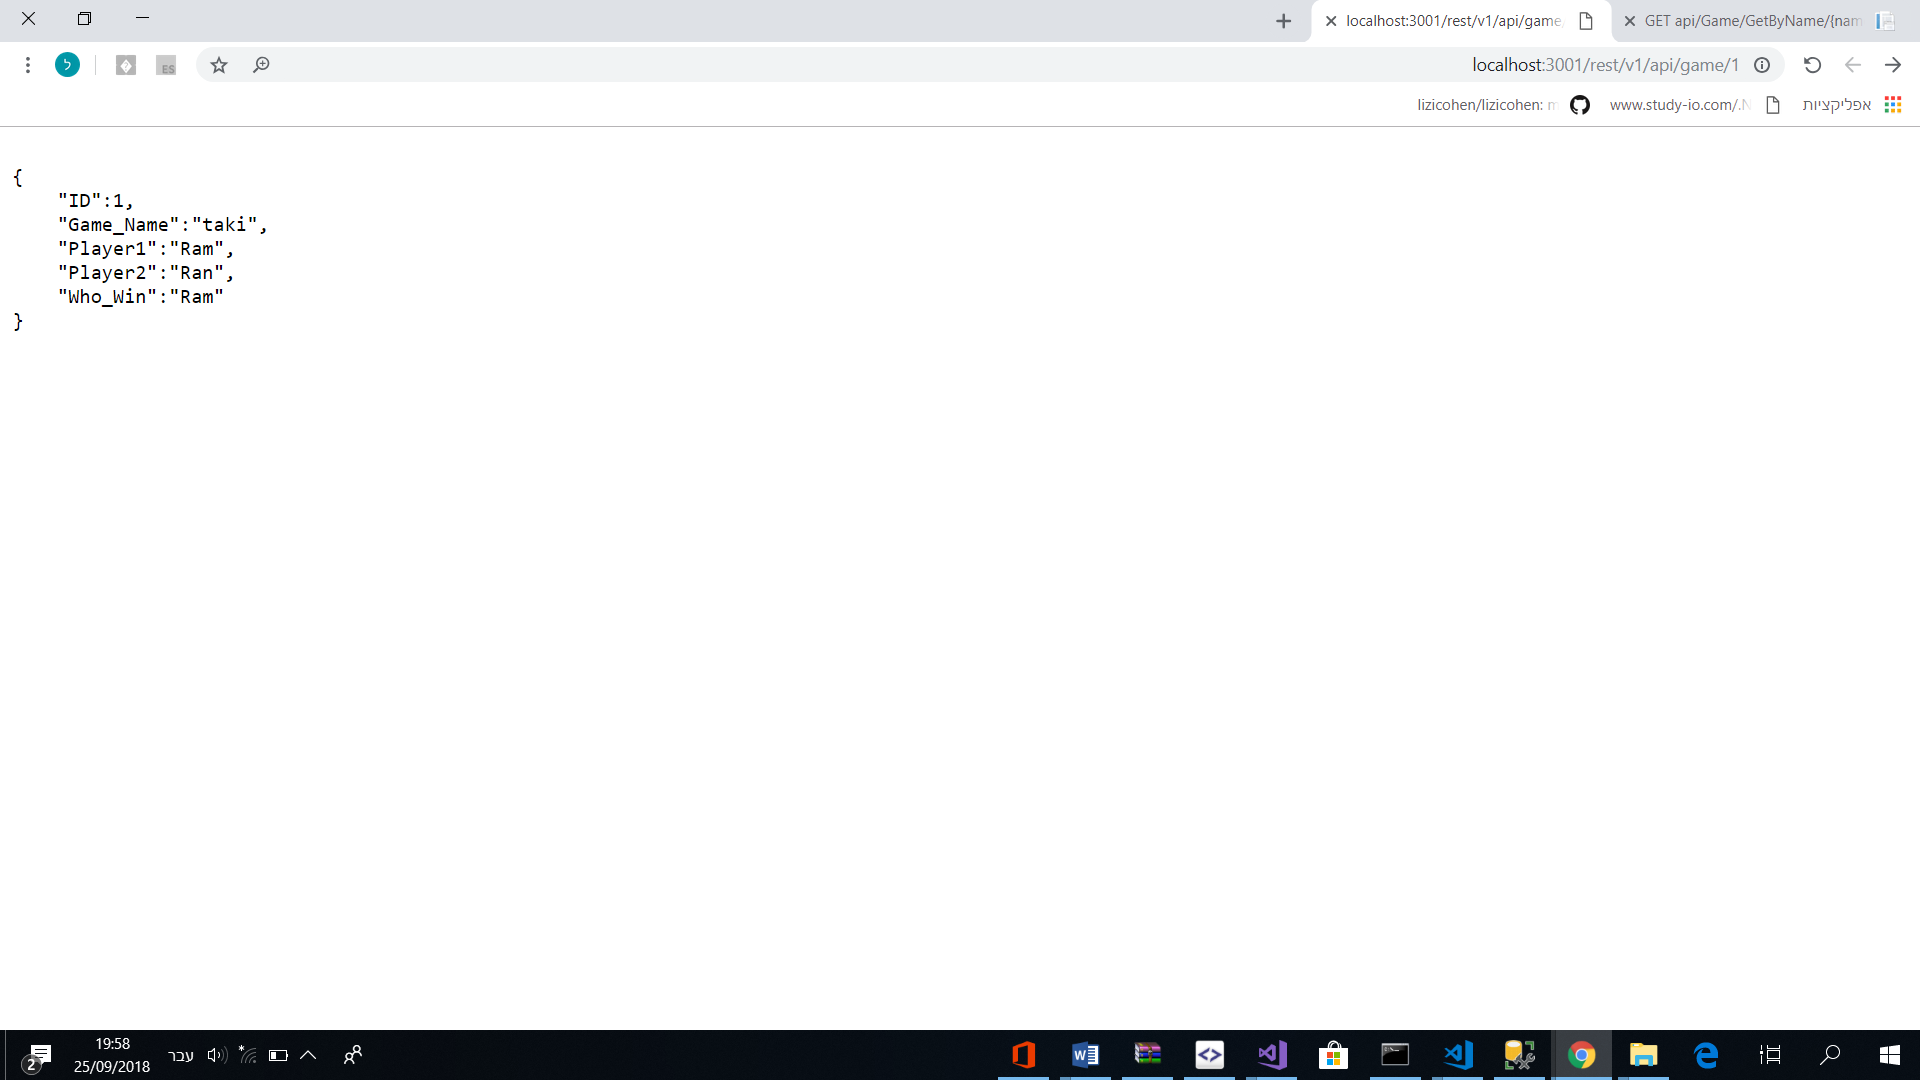 localhost:3001/rest/v1/api/game
GET api/Game/GetByName/{nam
ES
localhost:3001/rest/v1/api/game/1
lizicohen/lizicohen: m
www.study-io.com/.N
אפליקציות
{
"ID":1,
"Game_Name":"taki",
"Player1":"Ram",
"Player2":"Ran",
"Who_Win":"Ram"
}
2
19:58
25/09/2018
עבר